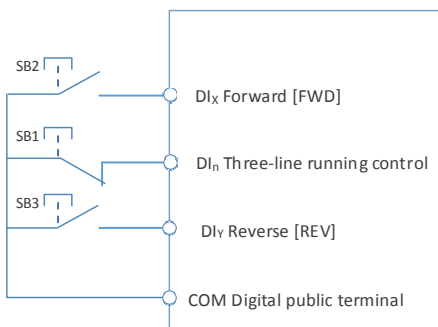 SB2
DIX Forward [FWD]
SB1
DIn Three-line running control
SB3
DIY Reverse [REV]
COM Digital public terminal